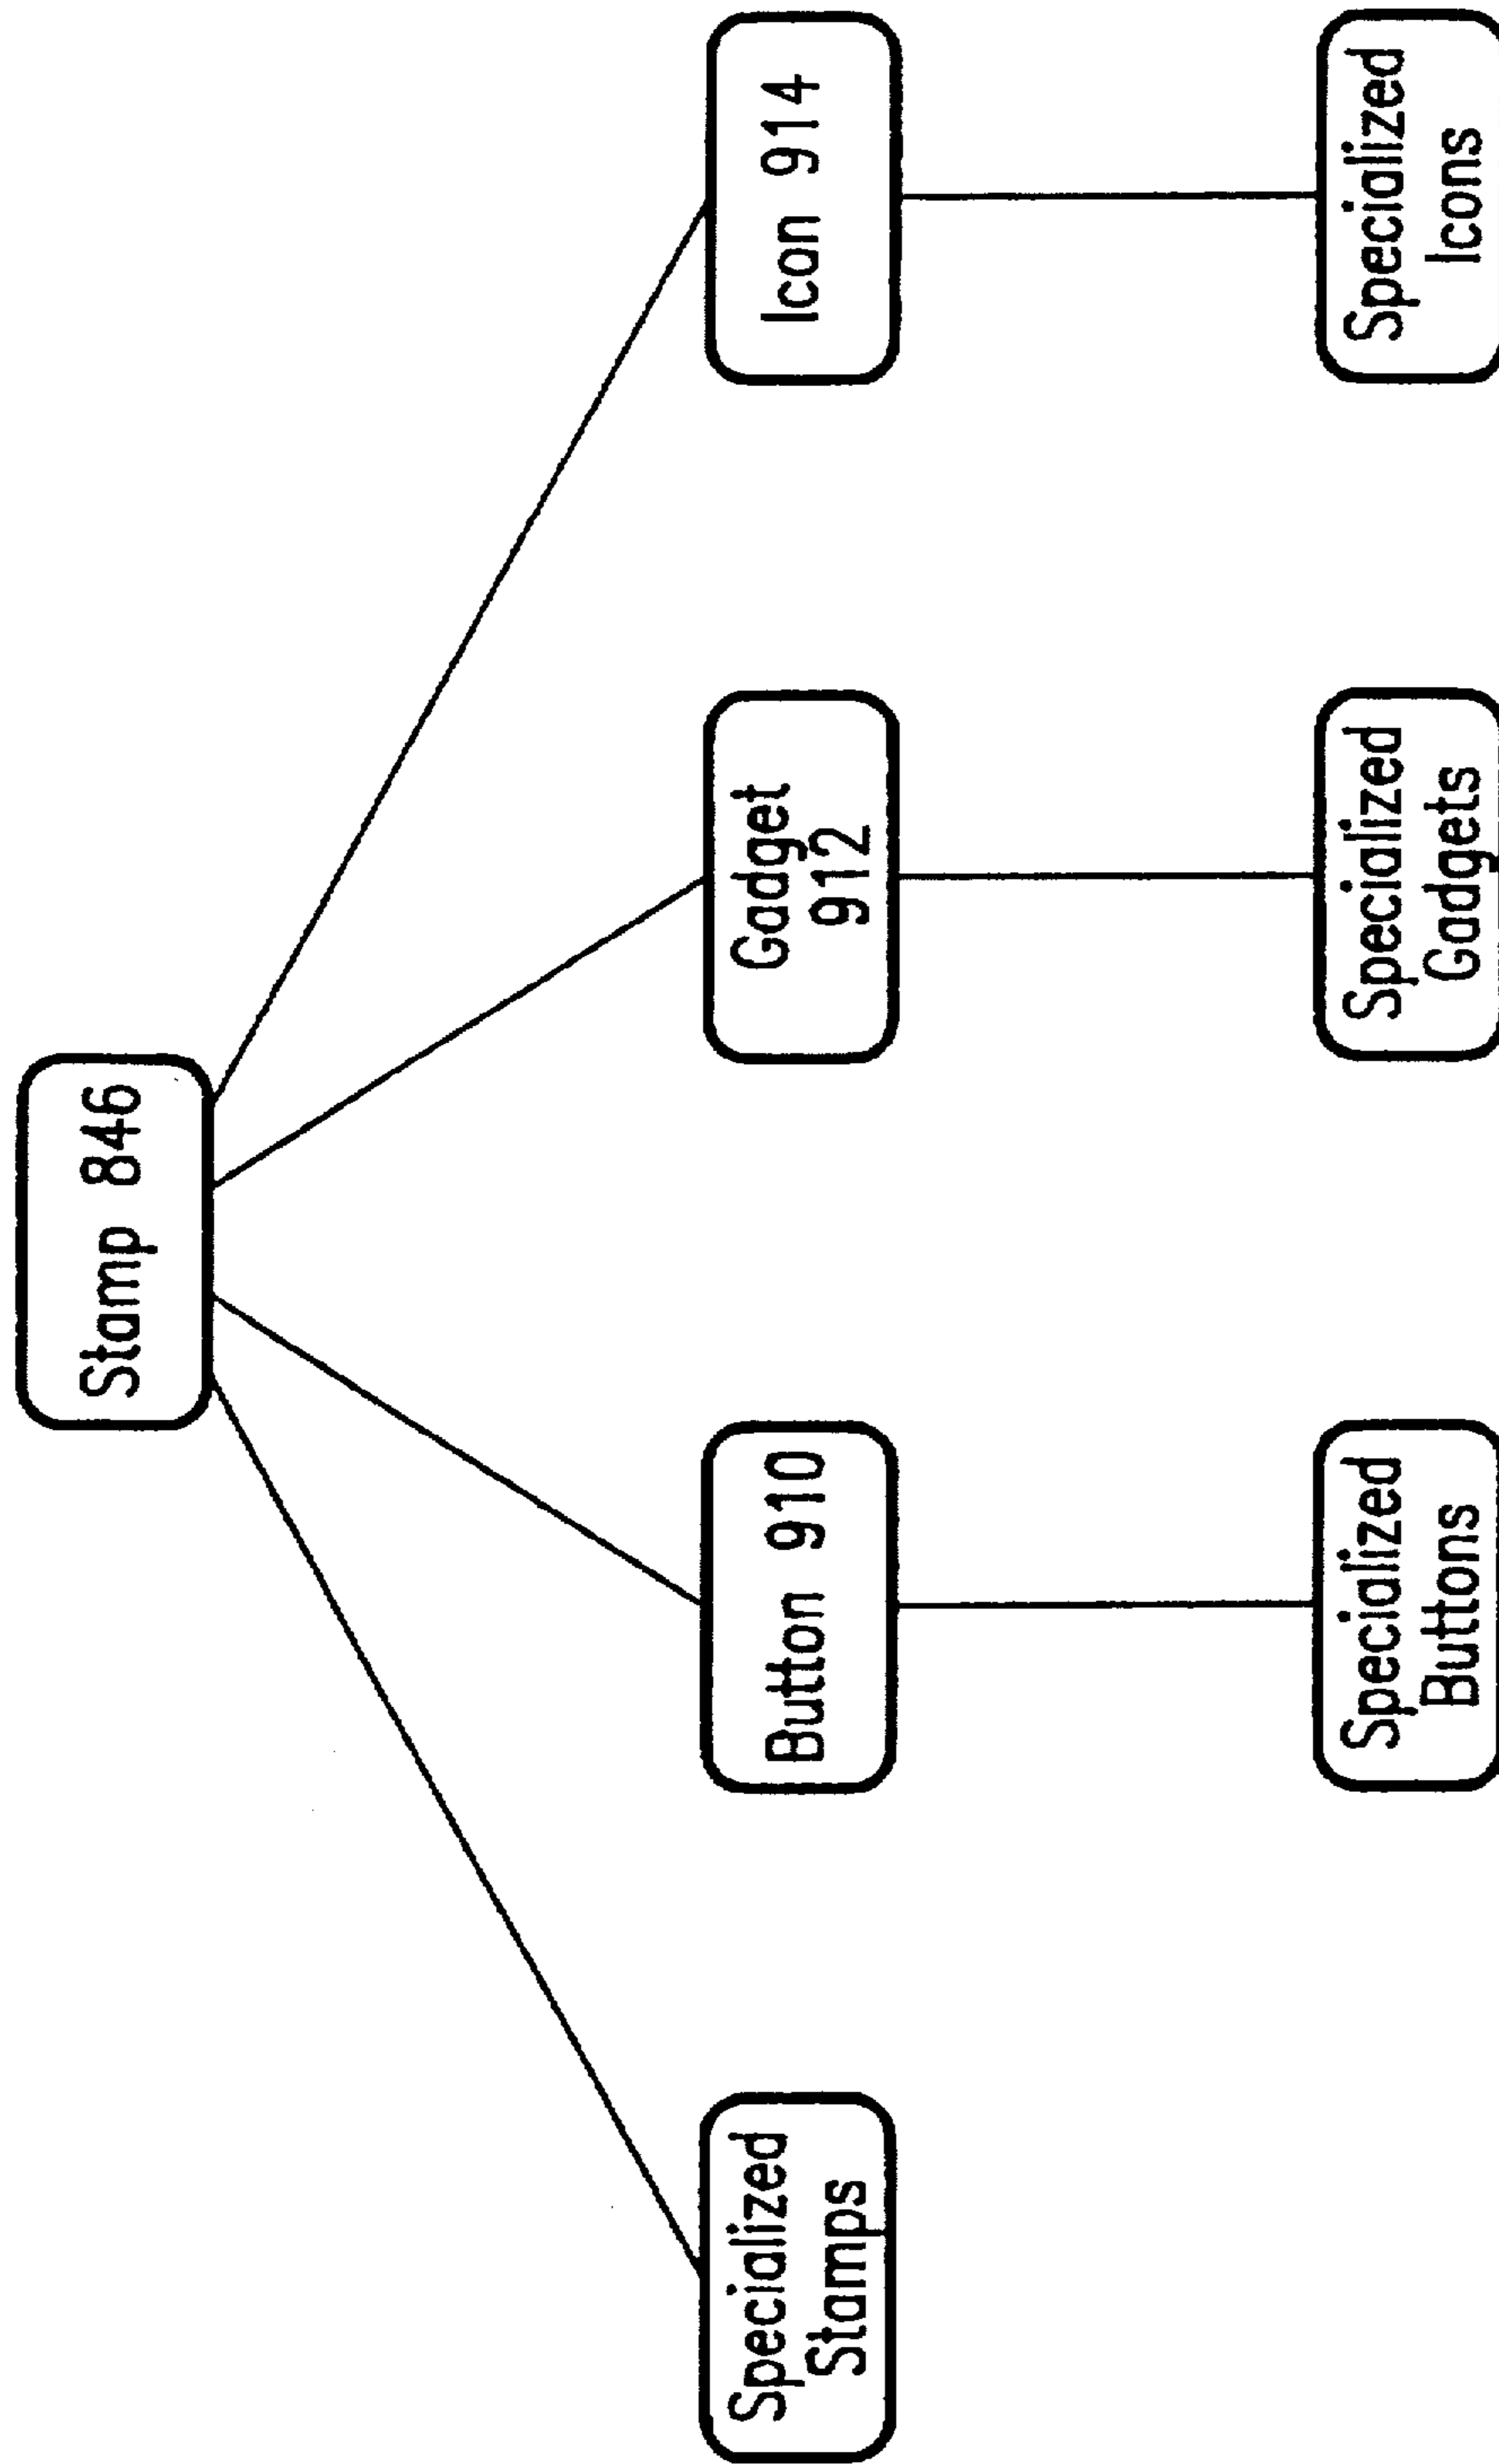 Stamp 846
Specialized
Stamps
Button 910
Gadget
912
Icon 914
Specialized
Buttons
Specialized
Gadgets
Specialized
Icons